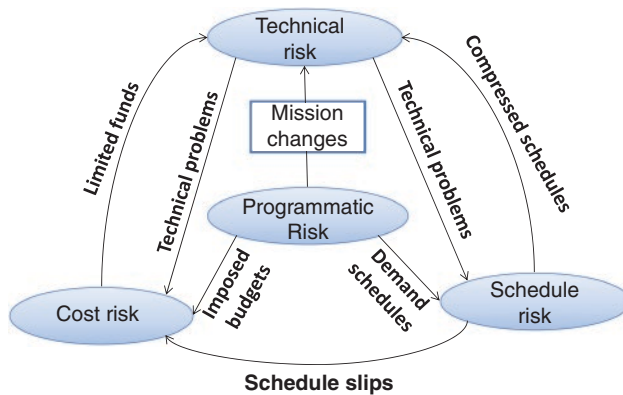 Technical
risk
Limited funds
Technical problems
Mission
changes
Technical problems
Compressed schedules
Programmatic
Risk
Imposed
budgets
Demand
schedules
Cost risk
Schedule
risk
Schedule slips